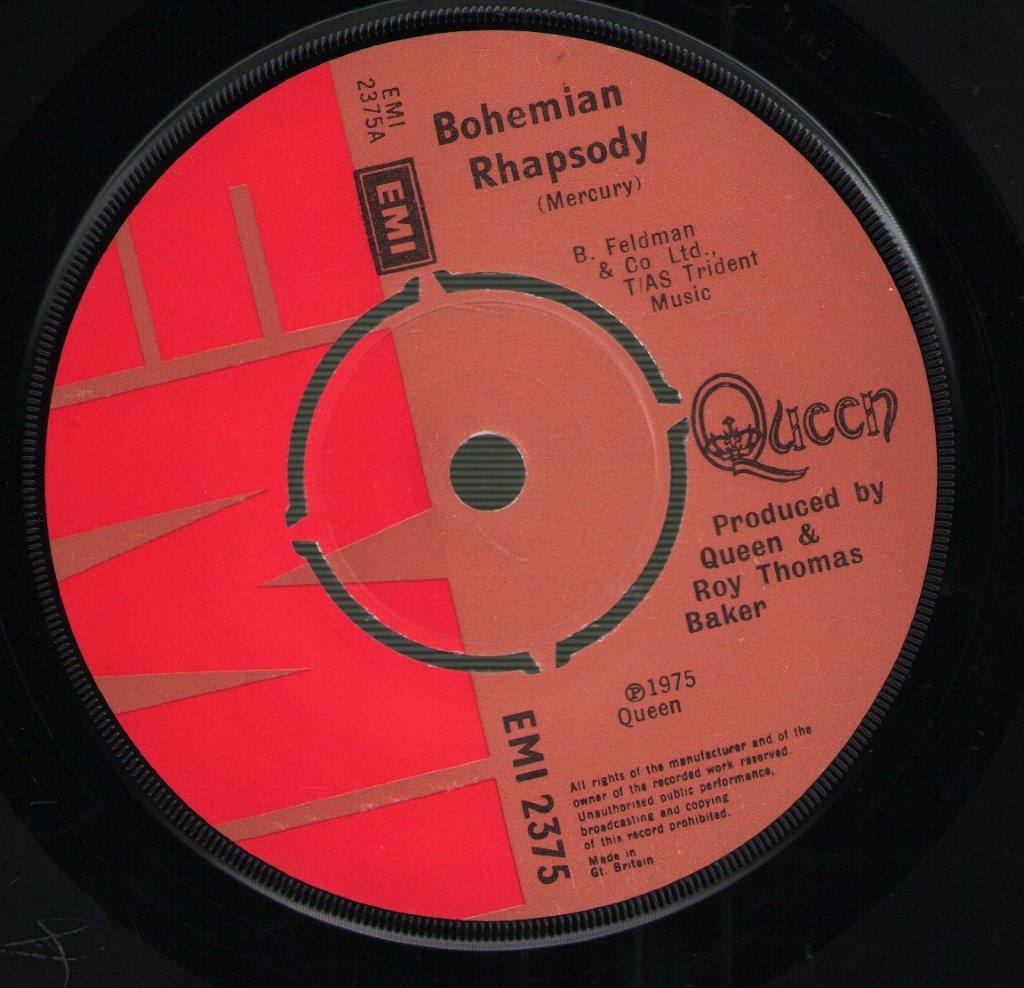 EMI
2375A
EMI
Bohemian
Rhapsody
(Mercury)
B. Feldman
& Co Ltd.,
T/AS Trident
Music
Queen
Produced by
Queen &
Roy Thomas
Baker
℗1975
Queen
EMI 2375
All rights of the manufacturer and of the
owner of the recorded work reserved.
Unauthorised public performance,
broadcasting and copying
of this record prohibited.
Made in
Gt. Britain
EMI